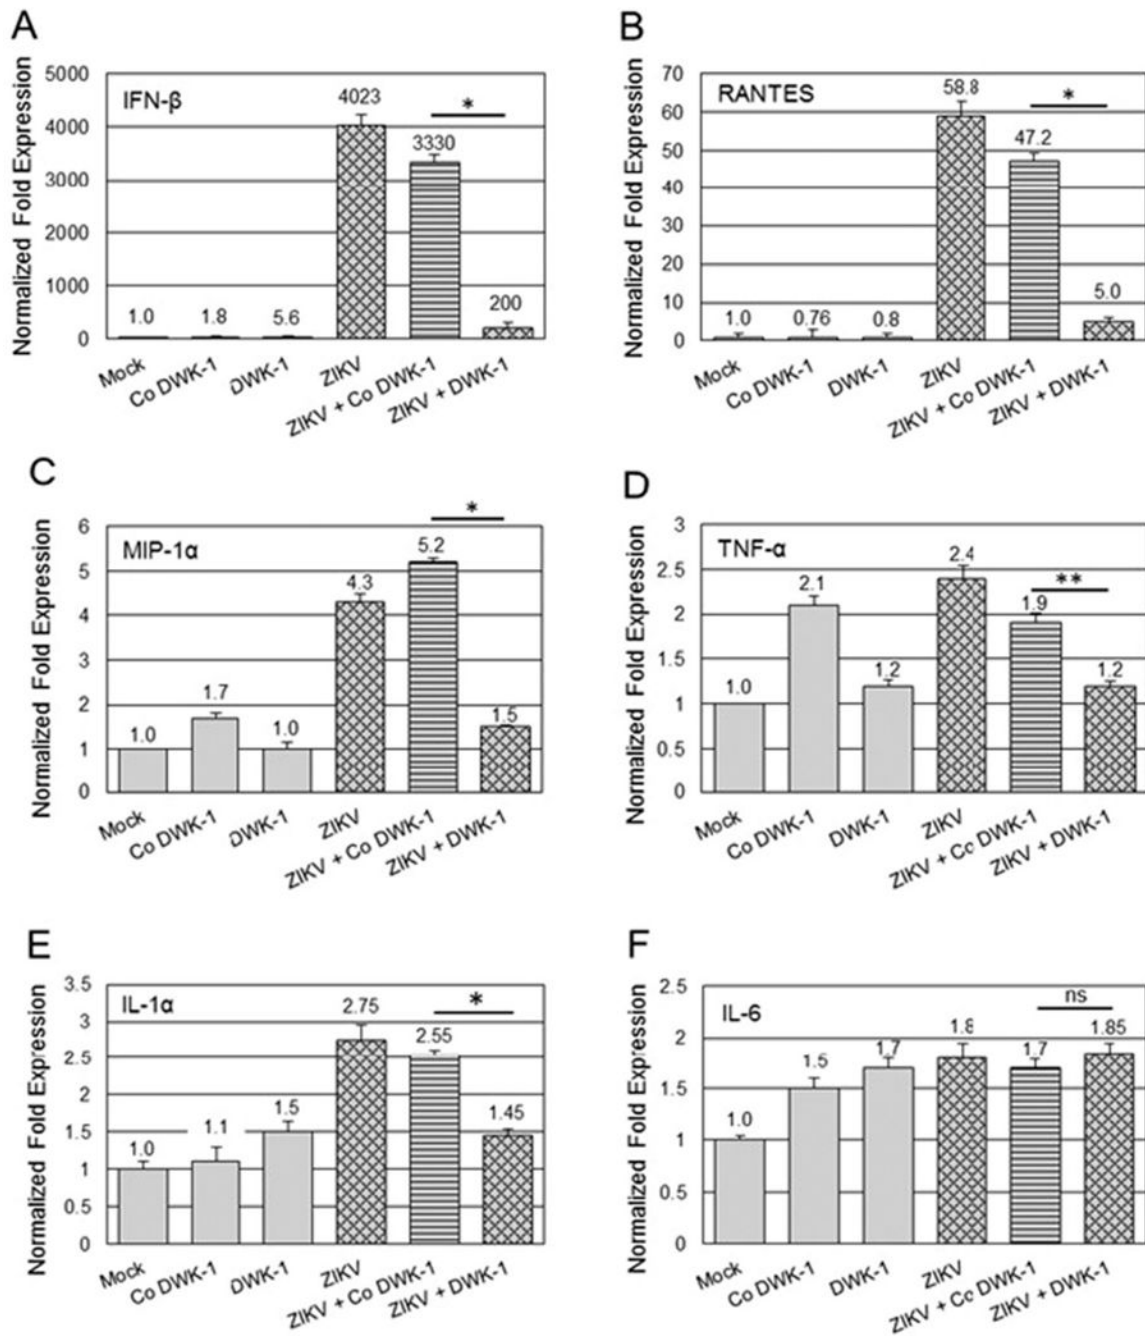 A
Normalized Fold Expression
5000
4000
3000
2000
1000
0
IFN-β
1.0
1.8
5.6
4023
3330
*
200
Mock
Co DWK-1
DWK-1
ZIKV
ZIKV + Co DWK-1
ZIKV + DWK-1
B
Normalized Fold Expression
70
60
50
40
30
20
10
0
RANTES
1.0
0.76
0.8
58.8
47.2
*
5.0
Mock
Co DWK-1
DWK-1
ZIKV
ZIKV + Co DWK-1
ZIKV + DWK-1
C
Normalized Fold Expression
6
5
4
3
2
1
0
MIP-1α
1.0
1.7
1.0
4.3
5.2
*
1.5
Mock
Co DWK-1
DWK-1
ZIKV
ZIKV + Co DWK-1
ZIKV + DWK-1
D
Normalized Fold Expression
3
2.5
2
1.5
1
0.5
0
TNF-α
1.0
2.1
1.2
2.4
1.9
**
1.2
Mock
Co DWK-1
DWK-1
ZIKV
ZIKV + Co DWK-1
ZIKV + DWK-1
E
Normalized Fold Expression
3.5
3
2.5
2
1.5
1
0.5
0
IL-1α
1.0
1.1
1.5
2.75
2.55
*
1.45
Mock
Co DWK-1
DWK-1
ZIKV
ZIKV + Co DWK-1
ZIKV + DWK-1
F
Normalized Fold Expression
2.5
2
1.5
1
0.5
0
IL-6
1.0
1.5
1.7
1.8
1.7
ns
1.85
Mock
Co DWK-1
DWK-1
ZIKV
ZIKV + Co DWK-1
ZIKV + DWK-1